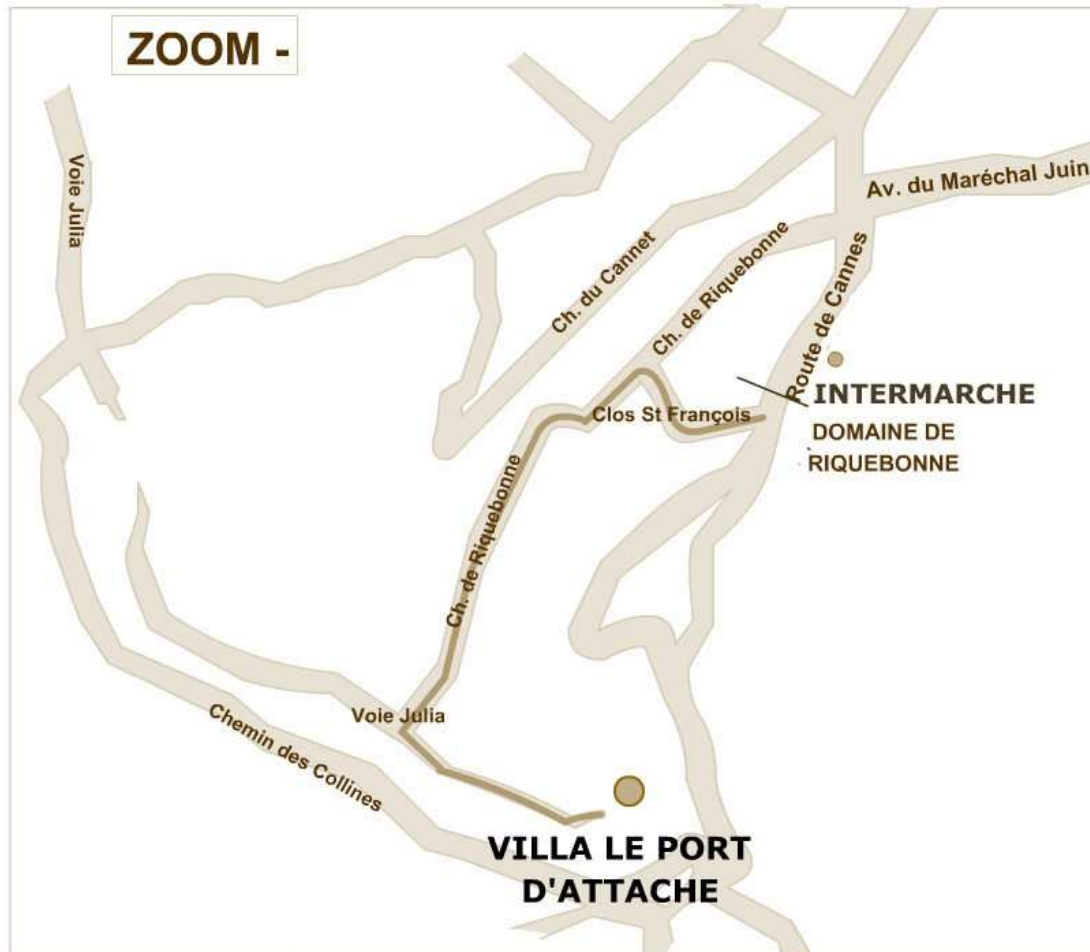 ZOOM -
Voie Julia
Av. du Maréchal Juin
Ch. du Cannet
Ch. de Riquebonne
Route de Cannes
INTERMARCHE
Clos St François
DOMAINE DE
RIQUEBONNE
Ch. de Riquebonne
Voie Julia
Chemin des Collines
VILLA LE PORT
D'ATTACHE